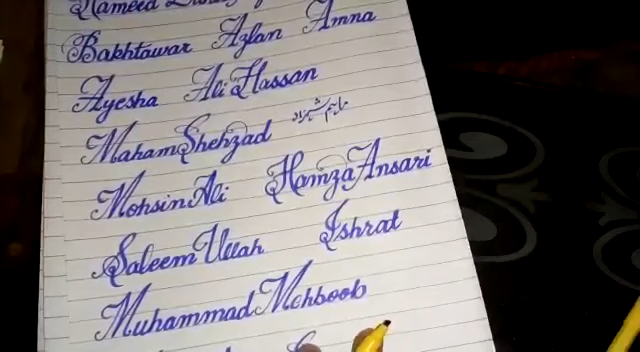 Hameed
Bakhtawar Azlan Amna
Ayesha Ali Hassan
Maham Shehzad ماہم شہزاد
Mohsin Ali Hamza Ansari
Saleem Ullah Ishrat
Muhammad Mehboob